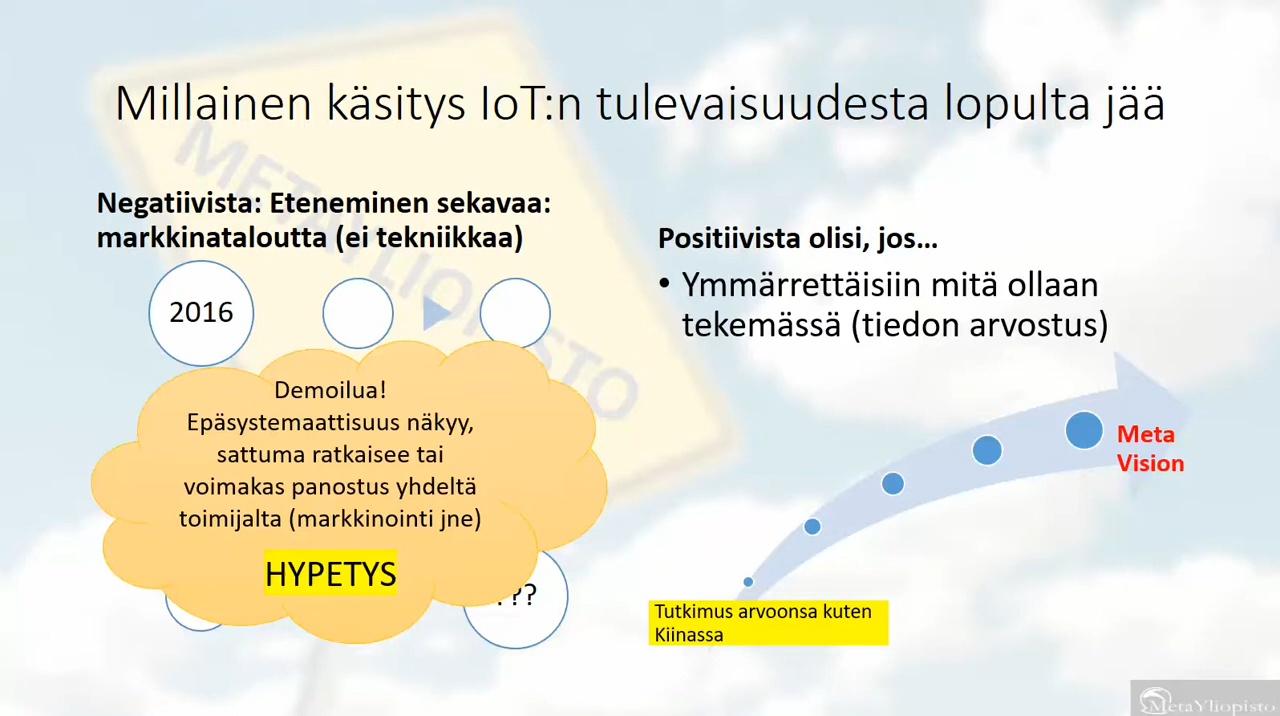 Millainen käsitys IoT:n tulevaisuudesta lopulta jää
Negatiivista: Eteneminen sekavaa:
markkinataloutta (ei tekniikkaa)
2016
Demoilua!
Epäsystemaattisuus näkyy,
sattuma ratkaisee tai
voimakas panostus yhdeltä
toimijalta (markkinointi jne)
HYPETYS
???
Positiivista olisi, jos...
• Ymmärrettäisiin mitä ollaan
tekemässä (tiedon arvostus)
Meta
Vision
Tutkimus arvoonsa kuten
Kiinassa
METAYLIOPISTO
MetaYliopisto